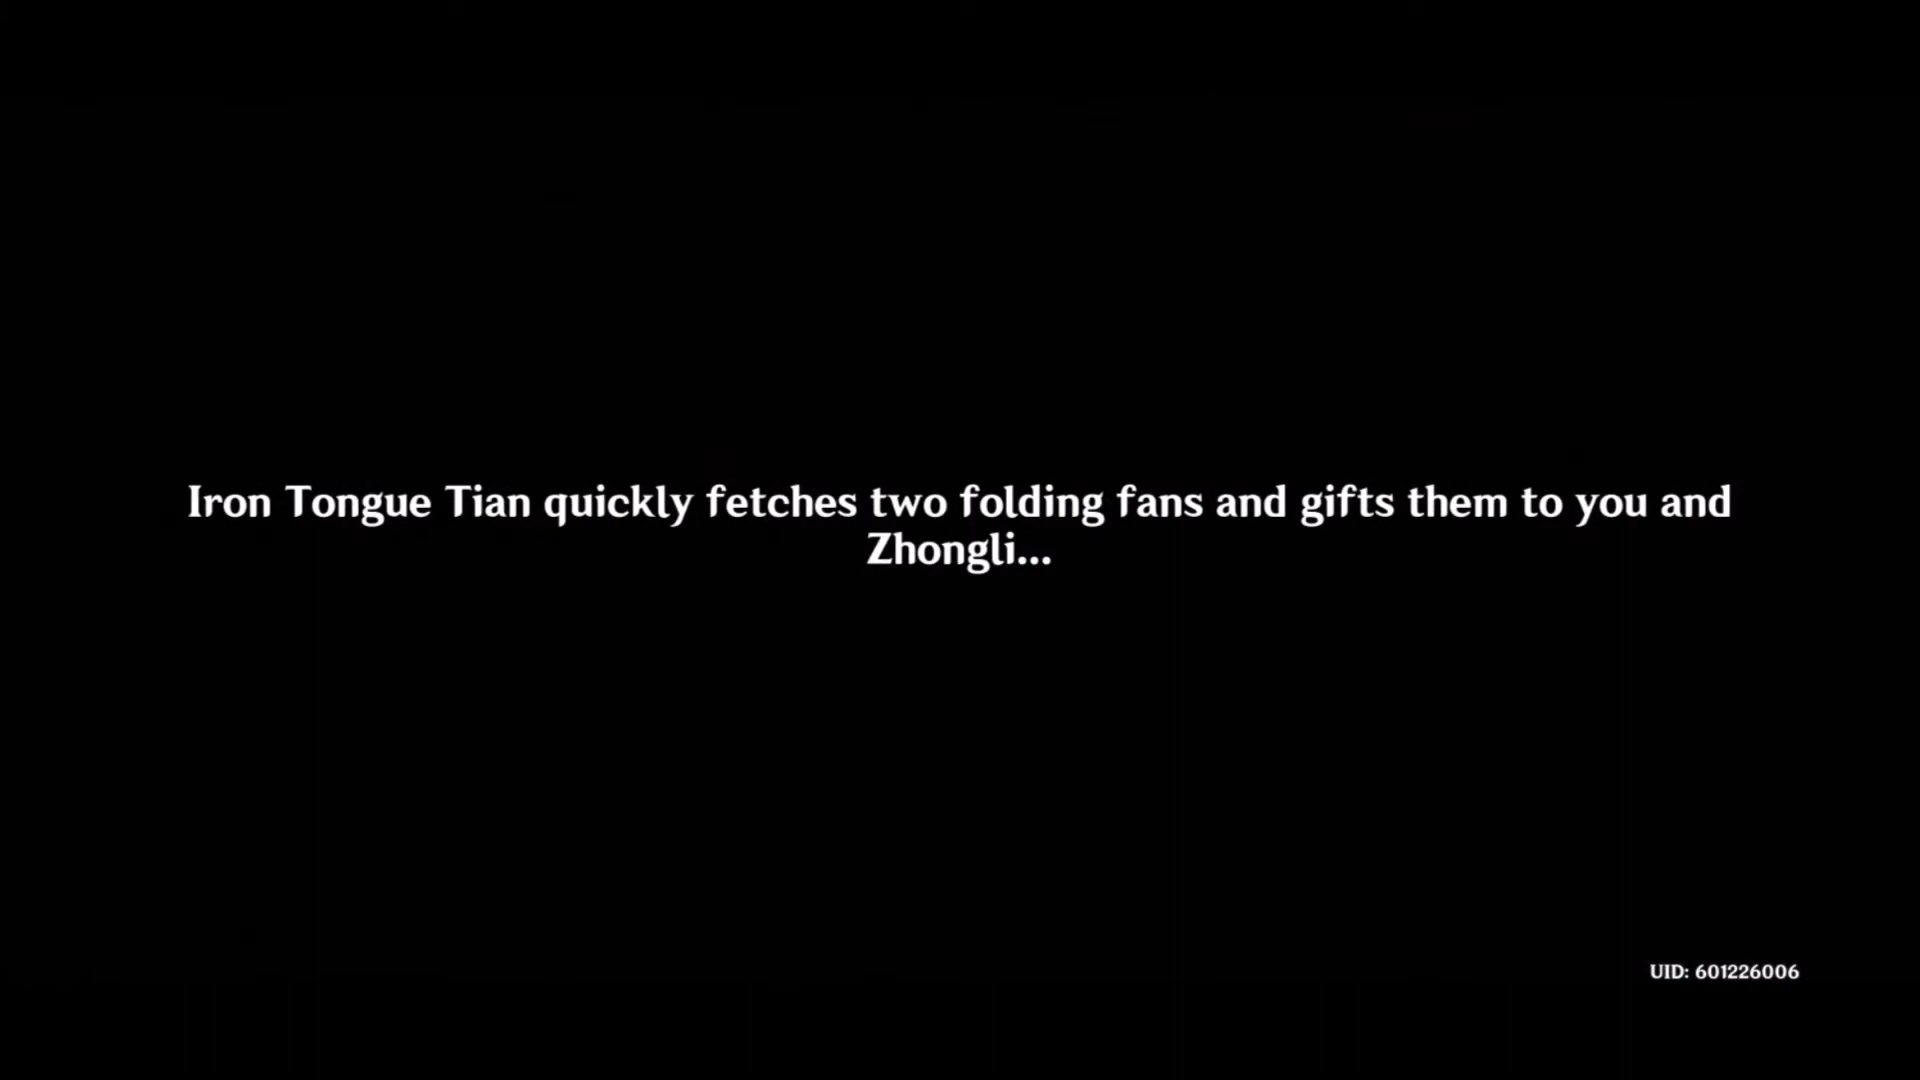 Iron Tongue Tian quickly fetches two folding fans and gifts them to you and
Zhongli...
UID: 601226006